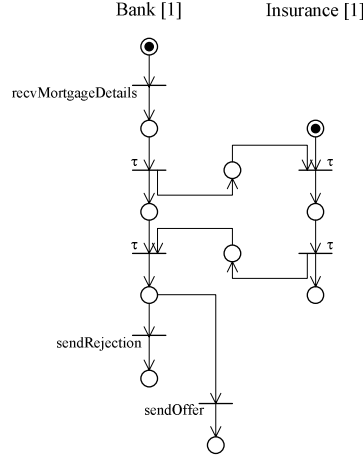 Bank [1] Insurance [1]
recvMortgageDetails
τ τ
τ τ
sendRejection
sendOffer